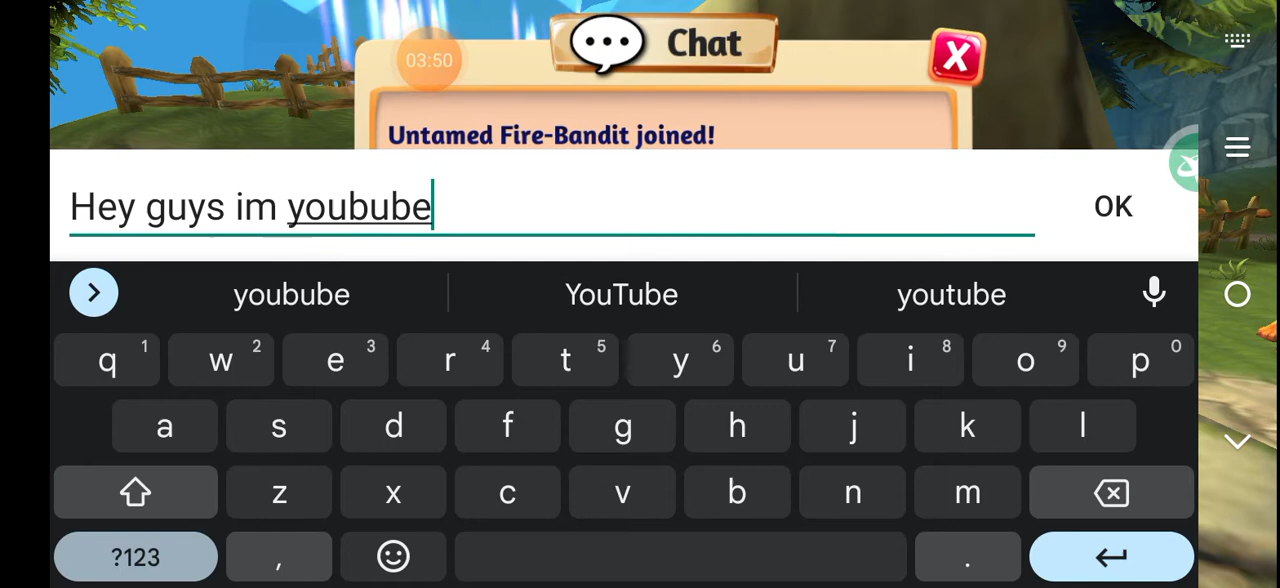 Chat
X
03:50
Untamed Fire-Bandit joined!
Hey guys im youbube
OK
youbube YouTube youtube
q 1 w 2 e 3 r 4 t 5 y 6 u 7 i 8 o 9 p 0
a s d f g h j k l
z x c v b n m
?123 , .